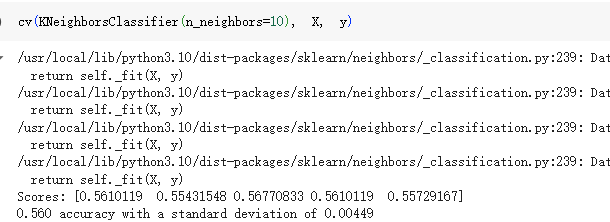 cv(KNeighborsClassifier(n_neighbors=10), X, y)
/usr/local/lib/python3.10/dist-packages/sklearn/neighbors/_classification.py:239: Dat
return self._fit(X, y)
/usr/local/lib/python3.10/dist-packages/sklearn/neighbors/_classification.py:239: Dat
return self._fit(X, y)
/usr/local/lib/python3.10/dist-packages/sklearn/neighbors/_classification.py:239: Dat
return self._fit(X, y)
/usr/local/lib/python3.10/dist-packages/sklearn/neighbors/_classification.py:239: Dat
return self._fit(X, y)
Scores: [0.5610119 0.55431548 0.56770833 0.5610119 0.55729167]
0.560 accuracy with a standard deviation of 0.00449